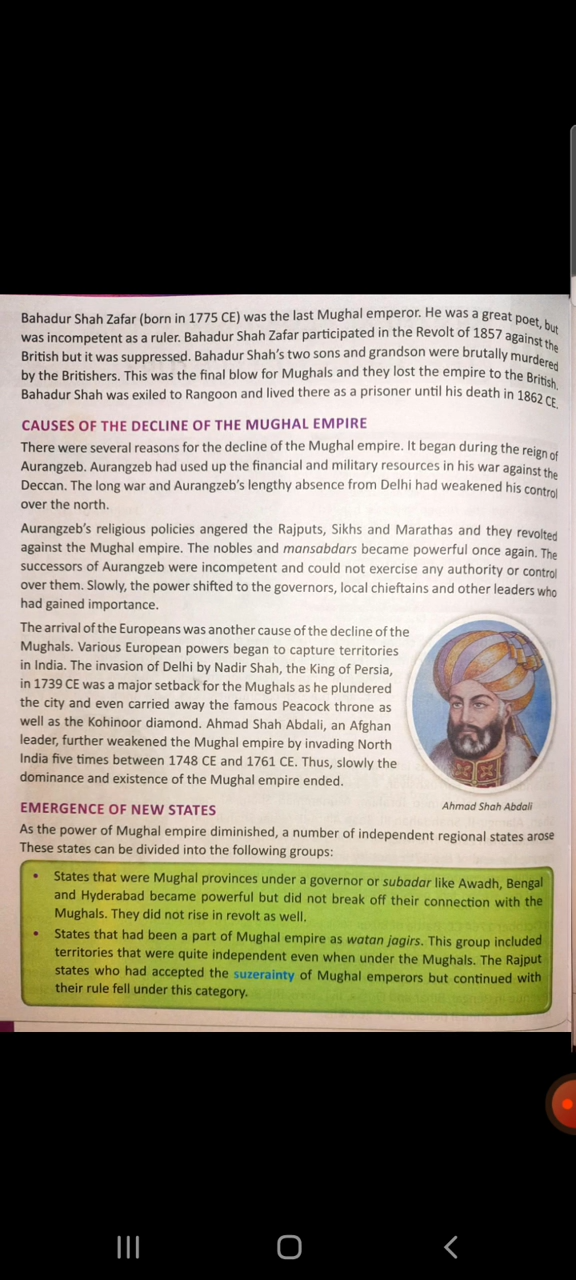 Bahadur Shah Zafar (born in 1775 CE) was the last Mughal emperor. He was a great poet, but
was incompetent as a ruler. Bahadur Shah Zafar participated in the Revolt of 1857 against the
British but it was suppressed. Bahadur Shah's two sons and grandson were brutally murdered
by the Britishers. This was the final blow for Mughals and they lost the empire to the British.
Bahadur Shah was exiled to Rangoon and lived there as a prisoner until his death in 1862 CE.
CAUSES OF THE DECLINE OF THE MUGHAL EMPIRE
There were several reasons for the decline of the Mughal empire. It began during the reign of
Aurangzeb. Aurangzeb had used up the financial and military resources in his war against the
Deccan. The long war and Aurangzeb's lengthy absence from Delhi had weakened his control
over the north.
Aurangzeb's religious policies angered the Rajputs, Sikhs and Marathas and they revolted
against the Mughal empire. The nobles and mansabdars became powerful once again. The
successors of Aurangzeb were incompetent and could not exercise any authority or control
over them. Slowly, the power shifted to the governors, local chieftains and other leaders who
had gained importance.
The arrival of the Europeans was another cause of the decline of the
Mughals. Various European powers began to capture territories
in India. The invasion of Delhi by Nadir Shah, the King of Persia,
in 1739 CE was a major setback for the Mughals as he plundered
the city and even carried away the famous Peacock throne as
well as the Kohinoor diamond. Ahmad Shah Abdali, an Afghan
leader, further weakened the Mughal empire by invading North
India five times between 1748 CE and 1761 CE. Thus, slowly the
dominance and existence of the Mughal empire ended.
Ahmad Shah Abdali
EMERGENCE OF NEW STATES
As the power of Mughal empire diminished, a number of independent regional states arose
These states can be divided into the following groups:
• States that were Mughal provinces under a governor or subadar like Awadh, Bengal
and Hyderabad became powerful but did not break off their connection with the
Mughals. They did not rise in revolt as well.
• States that had been a part of Mughal empire as watan jagirs. This group included
territories that were quite independent even when under the Mughals. The Rajput
states who had accepted the suzerainty of Mughal emperors but continued with
their rule fell under this category.